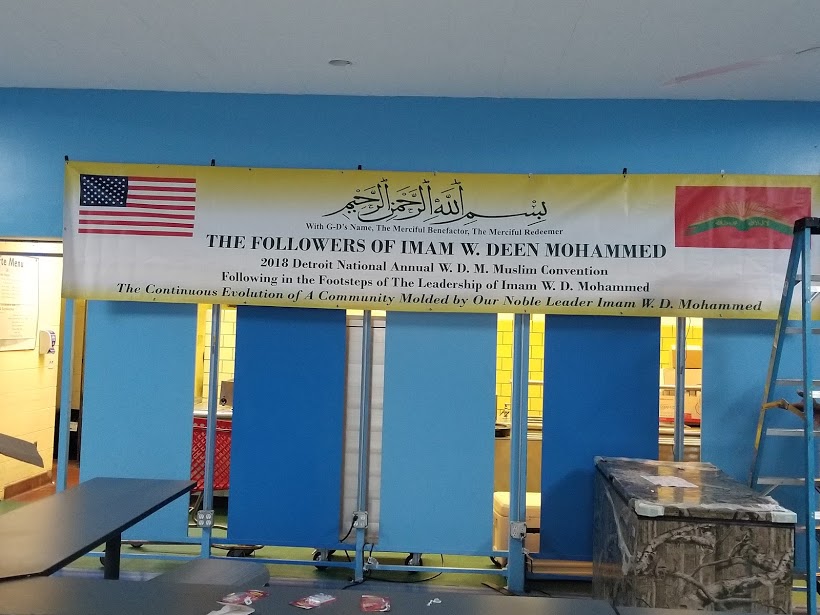 بِسْمِ اللَّهِ الرَّحْمَنِ الرَّحِيمِ
With G-D's Name, The Merciful Benefactor, The Merciful Redeemer
THE FOLLOWERS OF IMAM W. DEEN MOHAMMED
2018 Detroit National Annual W. D. M. Muslim Convention
Following in the Footsteps of The Leadership of Imam W. D. Mohammed
The Continuous Evolution of A Community Molded by Our Noble Leader Imam W. D. Mohammed
Menu